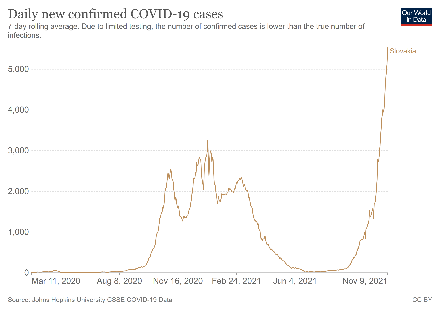 Daily new confirmed COVID-19 cases
Our World
in Data
7-day rolling average. Due to limited testing, the number of confirmed cases is lower than the true number of
infections.
Slovakia
5,000
4,000
3,000
2,000
1,000
0
Mar 11, 2020 Aug 8, 2020 Nov 16, 2020 Feb 24, 2021 Jun 4, 2021 Nov 9, 2021
Source: Johns Hopkins University CSSE COVID-19 Data
CC BY